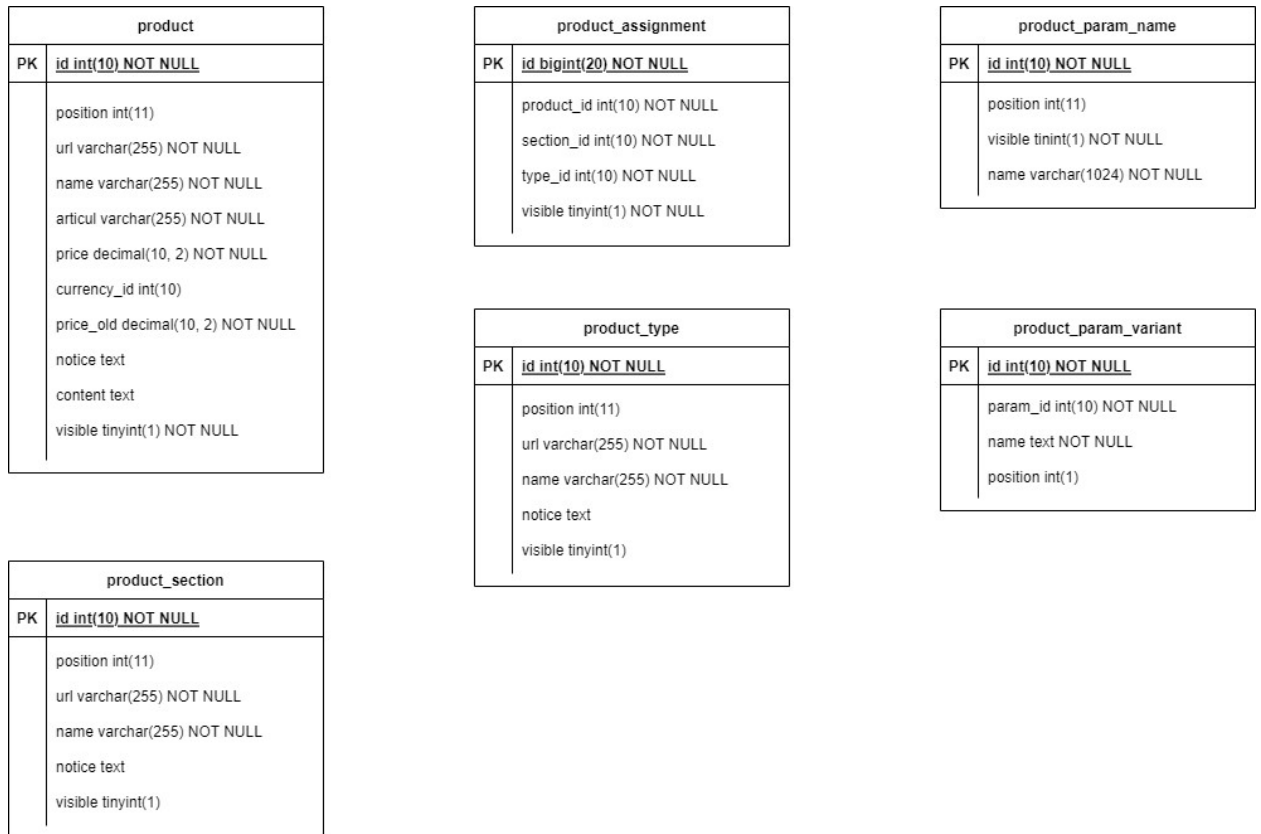 product
PK id int(10) NOT NULL
position int(11)
url varchar(255) NOT NULL
name varchar(255) NOT NULL
articul varchar(255) NOT NULL
price decimal(10, 2) NOT NULL
currency_id int(10)
price_old decimal(10, 2) NOT NULL
notice text
content text
visible tinyint(1) NOT NULL
product_section
PK id int(10) NOT NULL
position int(11)
url varchar(255) NOT NULL
name varchar(255) NOT NULL
notice text
visible tinyint(1)
product_assignment
PK id bigint(20) NOT NULL
product_id int(10) NOT NULL
section_id int(10) NOT NULL
type_id int(10) NOT NULL
visible tinyint(1) NOT NULL
product_type
PK id int(10) NOT NULL
position int(11)
url varchar(255) NOT NULL
name varchar(255) NOT NULL
notice text
visible tinyint(1)
product_param_name
PK id int(10) NOT NULL
position int(11)
visible tinint(1) NOT NULL
name varchar(1024) NOT NULL
product_param_variant
PK id int(10) NOT NULL
param_id int(10) NOT NULL
name text NOT NULL
position int(1)